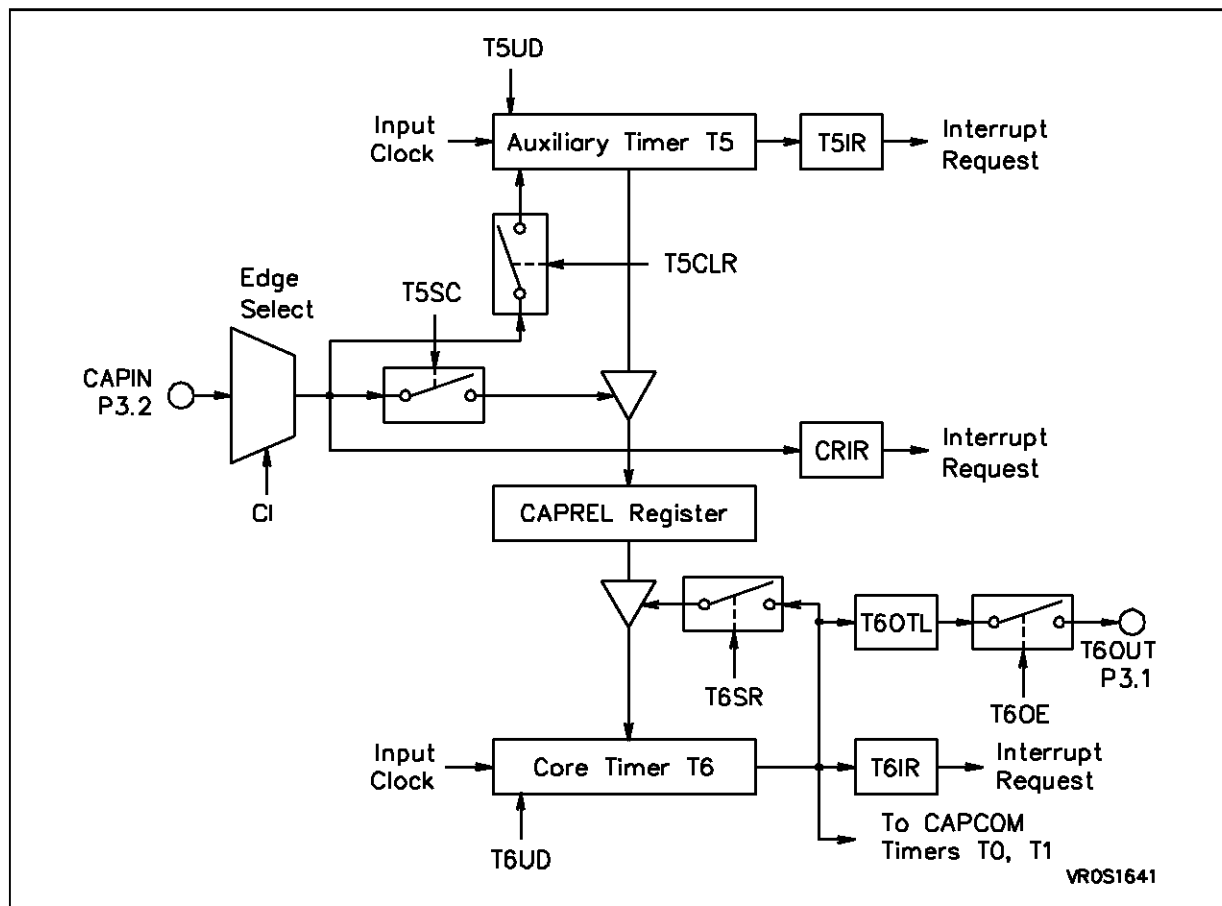 T5UD
Input
Clock
Auxiliary Timer T5
T5IR
Interrupt
Request
T5CLR
Edge
Select
T5SC
CAPIN
P3.2
CRIR
Interrupt
Request
CI
CAPREL Register
T6OTL
T6OUT
P3.1
T6SR
T6OE
Input
Clock
Core Timer T6
T6IR
Interrupt
Request
T6UD
To CAPCOM
Timers T0, T1
VR0S1641